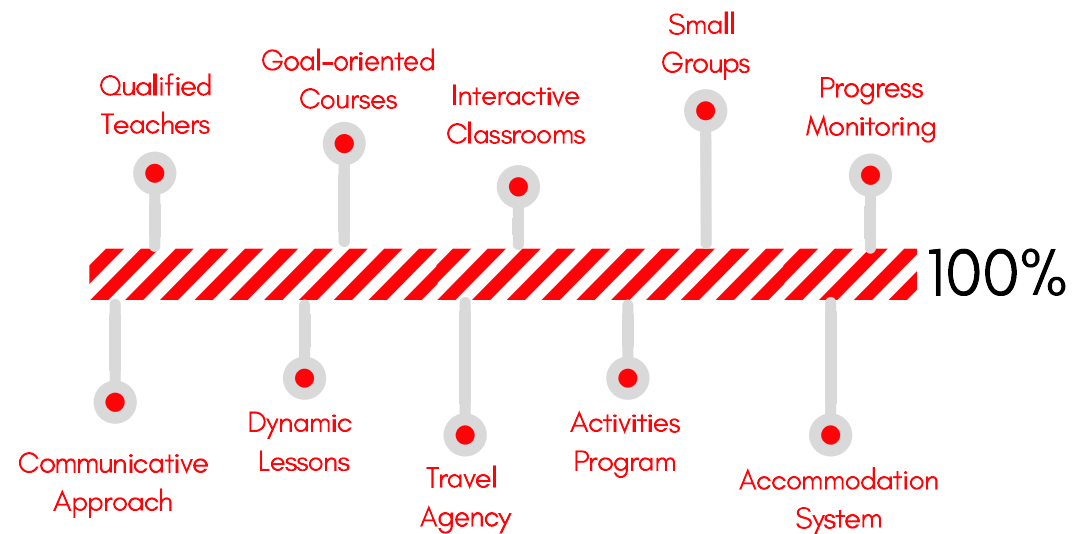 Qualified
Teachers
Goal-oriented
Courses
Interactive
Classrooms
Small
Groups
Progress
Monitoring
100%
Communicative
Approach
Dynamic
Lessons
Travel
Agency
Activities
Program
Accommodation
System